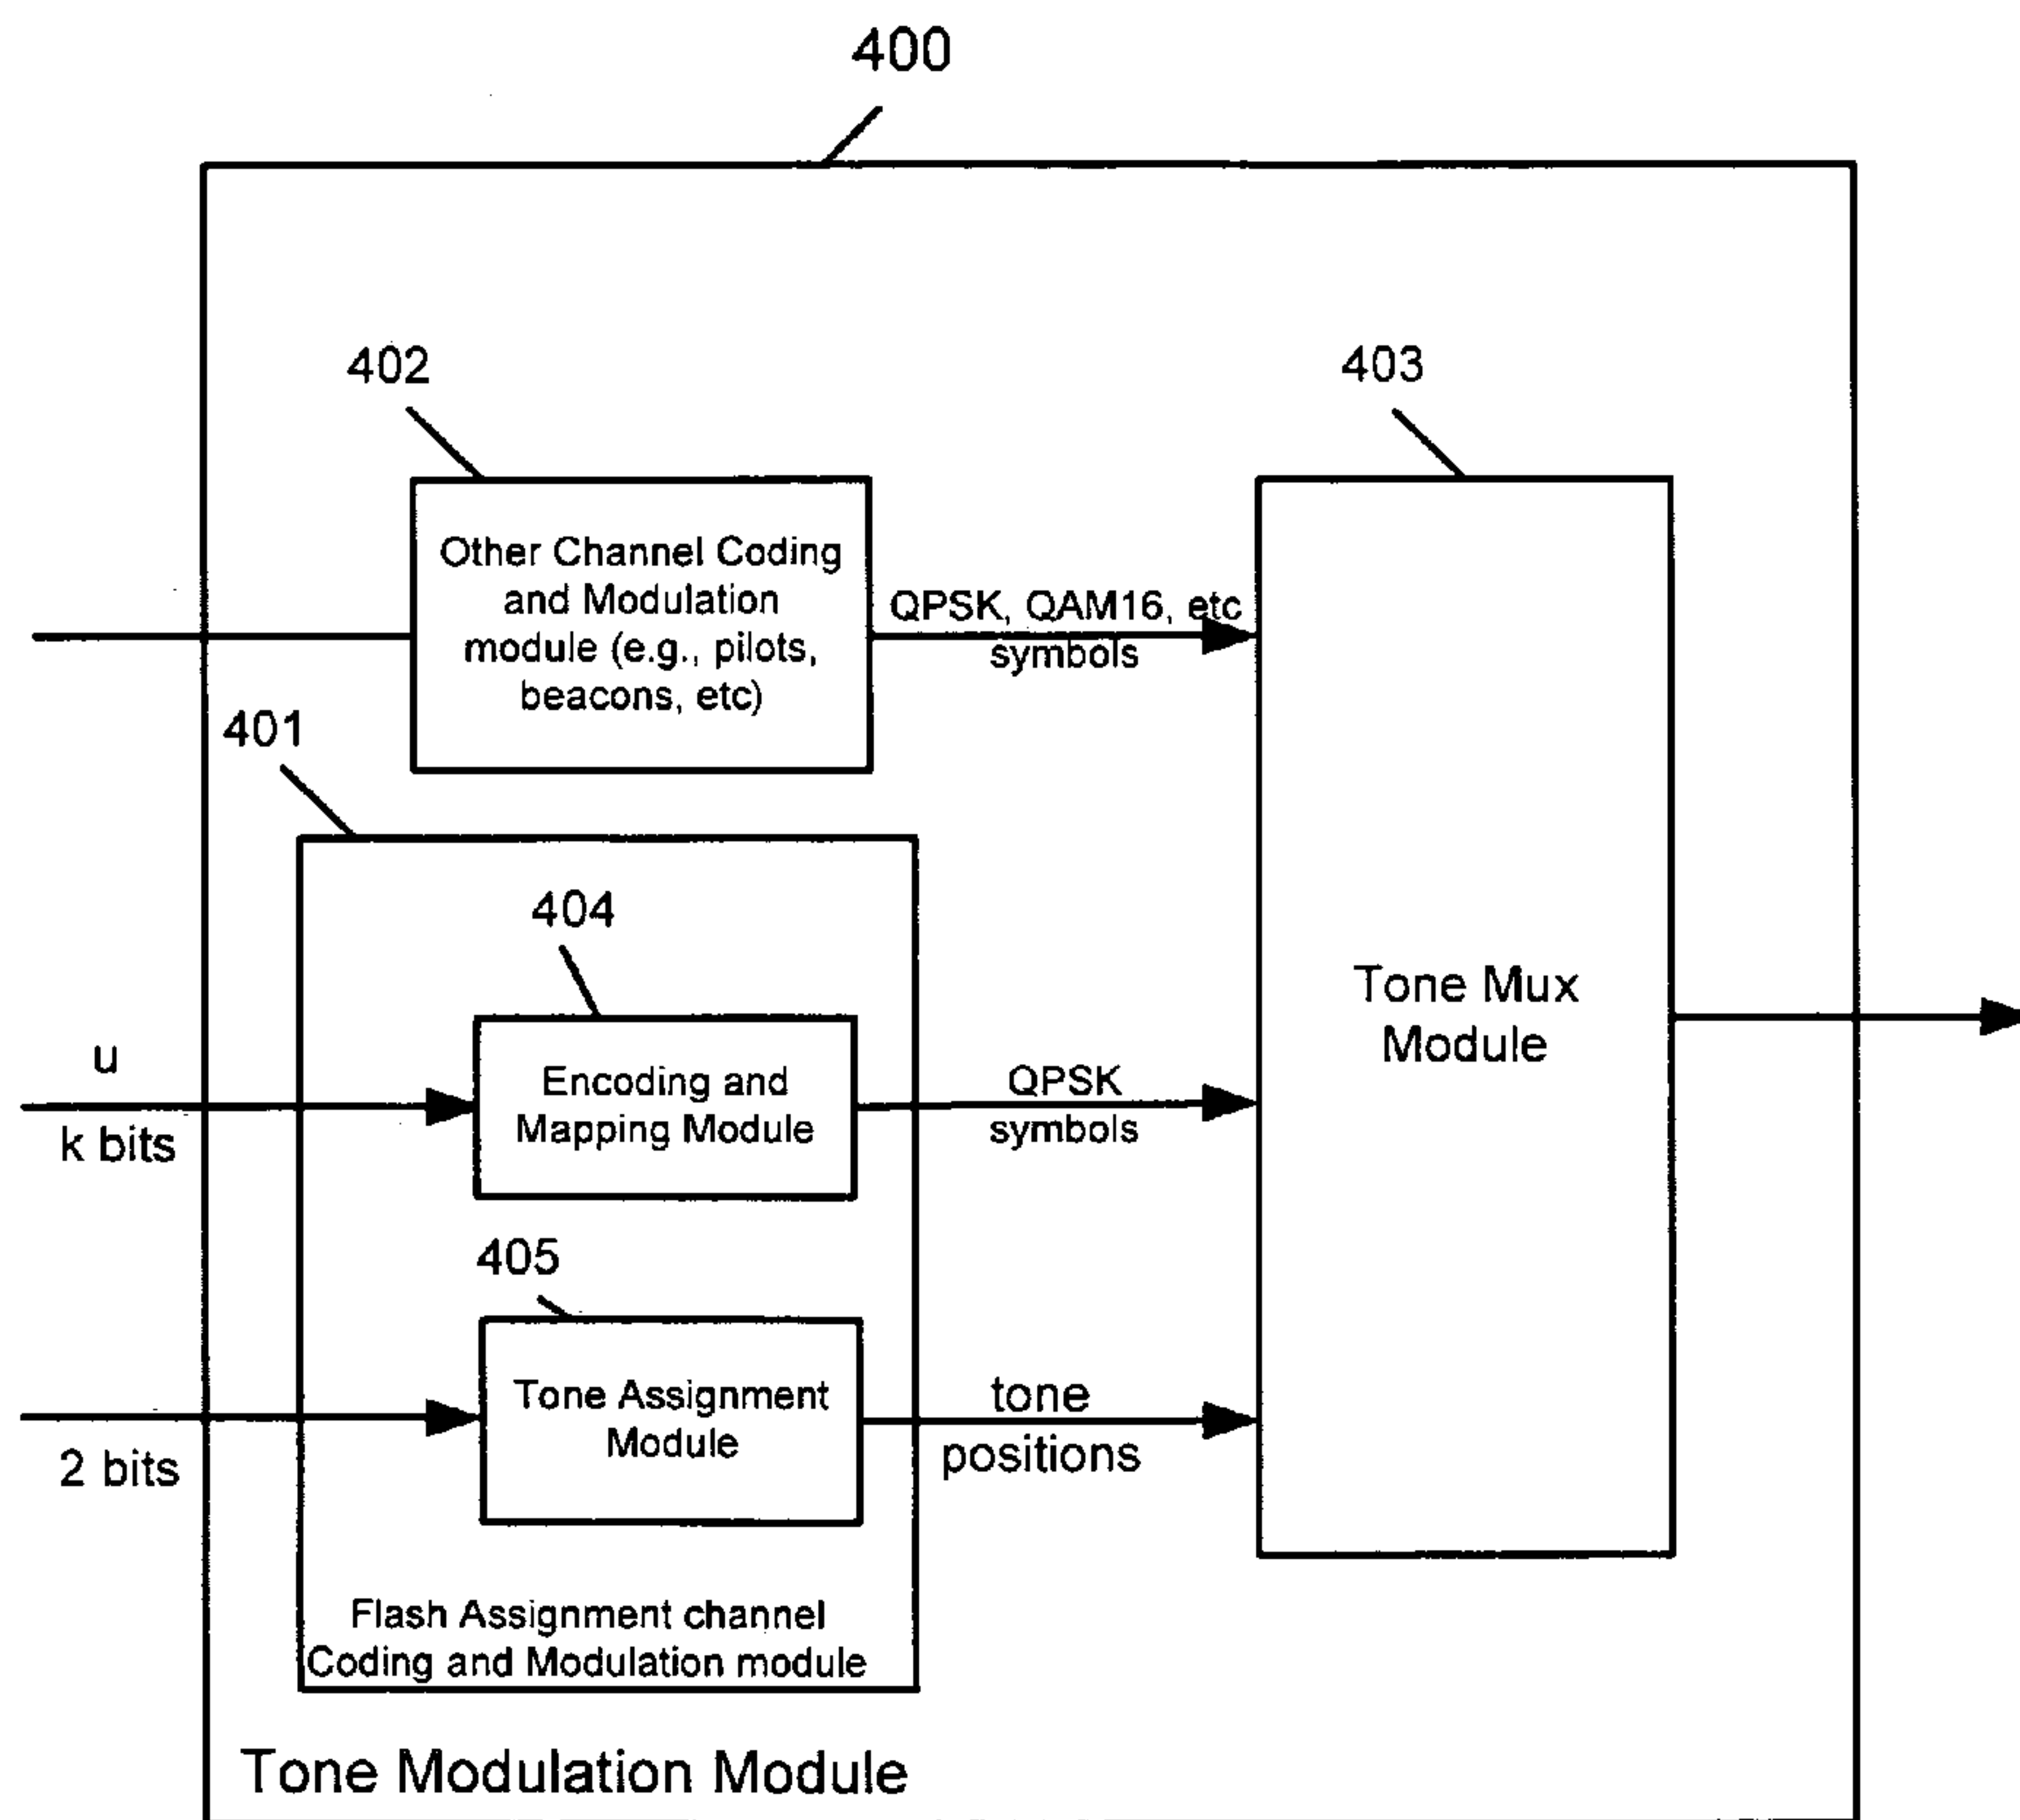 400
402
403
Other Channel Coding
and Modulation
module (e.g., pilots,
beacons, etc)
QPSK, QAM16, etc
symbols
401
404
u
k bits
Encoding and
Mapping Module
QPSK
symbols
Tone Mux
Module
405
2 bits
Tone Assignment
Module
tone
positions
Flash Assignment channel
Coding and Modulation module
Tone Modulation Module